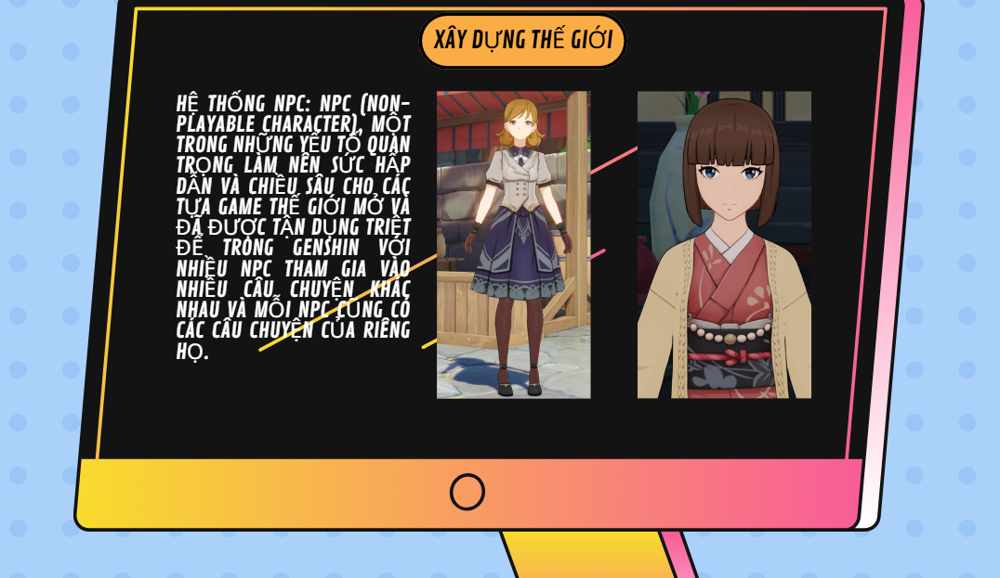 XÂY DỰNG THẾ GIỚI
HỆ THỐNG NPC: NPC (NON-
PLAYABLE CHARACTER), MỘT
TRONG NHỮNG YẾU TỐ QUAN
TRỌNG LÀM NÊN SỨC HẤP
DẪN VÀ CHIỀU SÂU CHO CÁC
TỰA GAME THẾ GIỚI MỞ VÀ
ĐÃ ĐƯỢC TẬN DỤNG TRIỆT
ĐỂ TRONG GENSHIN VỚI
NHIỀU NPC THAM GIA VÀO
NHIỀU CÂU CHUYỆN KHÁC
NHAU VÀ MỖI NPC CŨNG CÓ
CÁC CÂU CHUYỆN CỦA RIÊNG
HỌ.